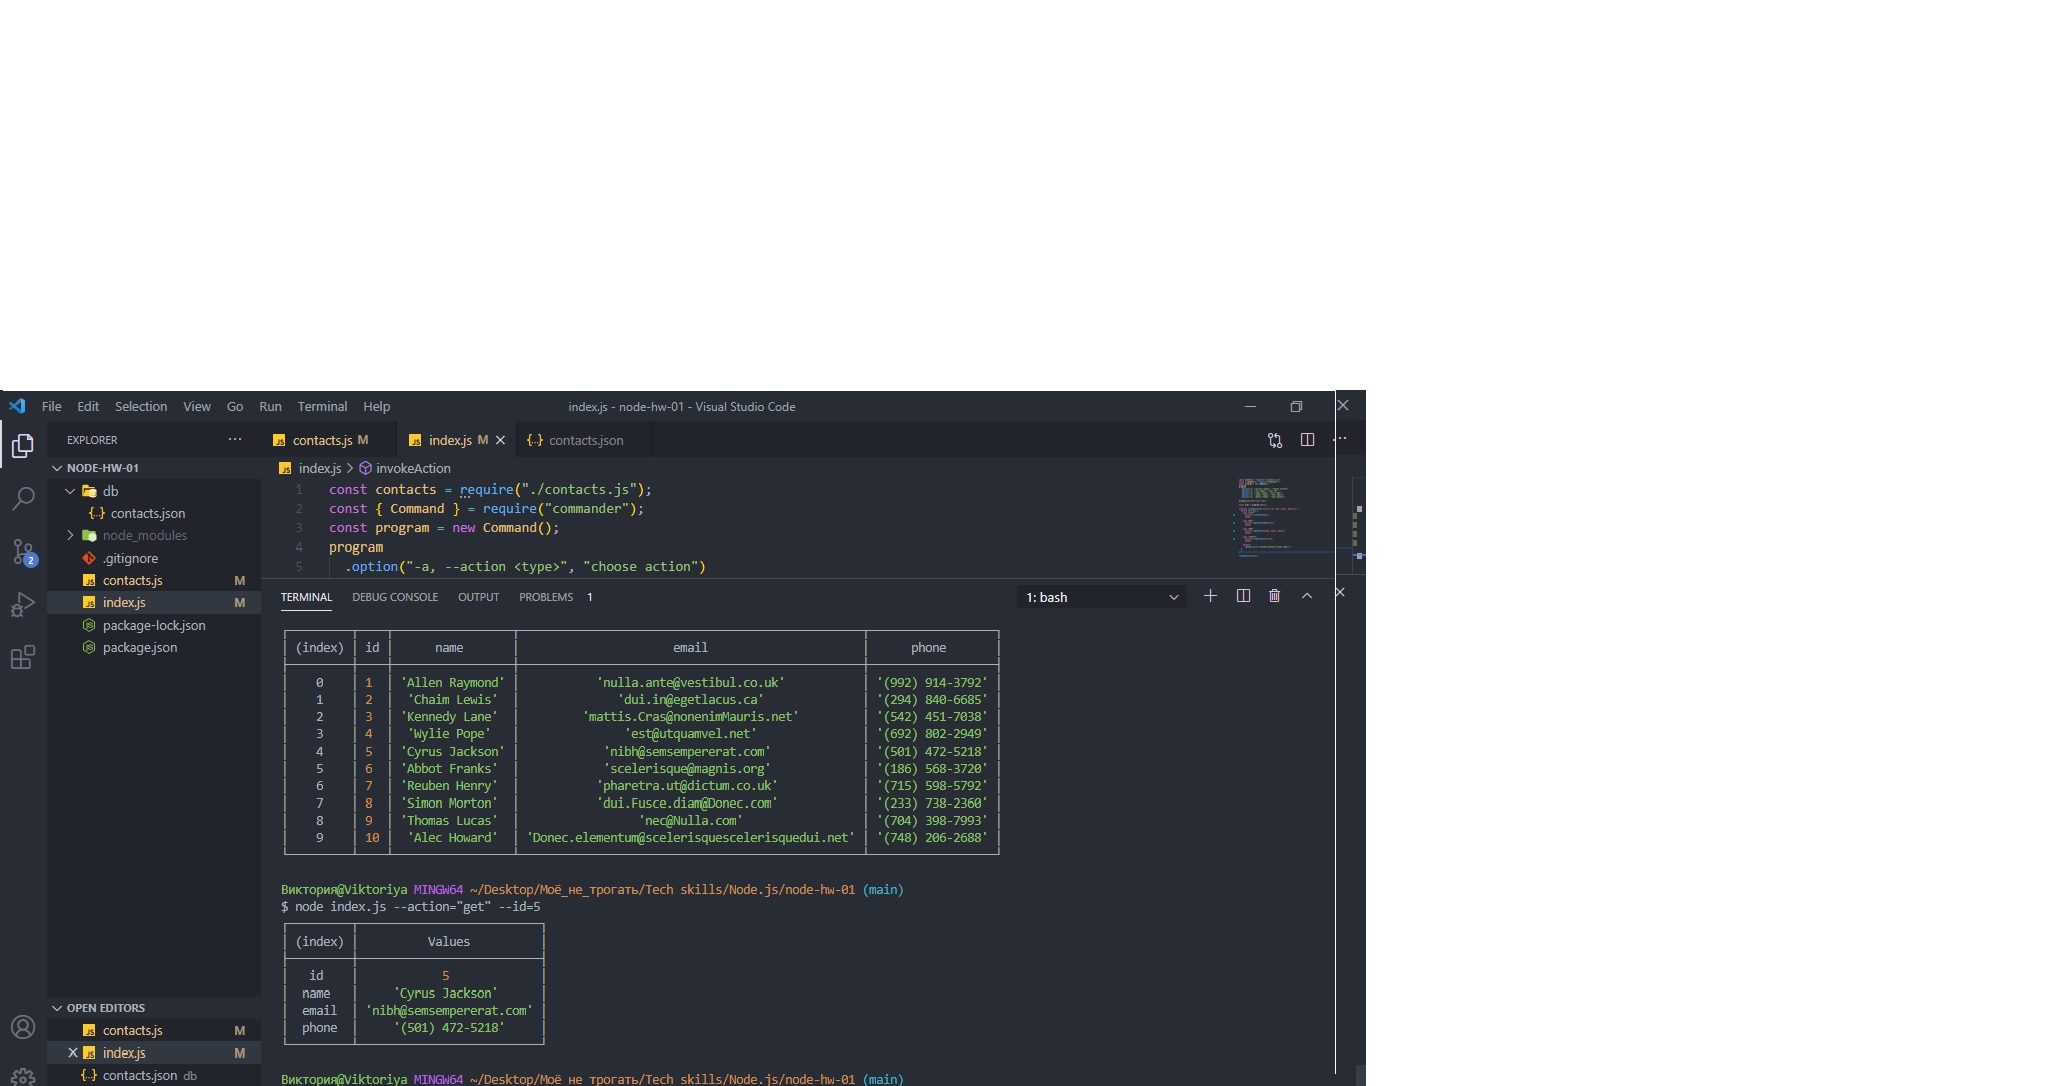 File Edit Selection View Go Run Terminal Help index.js - node-hw-01 - Visual Studio Code
EXPLORER
NODE-HW-01
db
contacts.json
node_modules
.gitignore
contacts.js M
index.js M
package-lock.json
package.json
2
OPEN EDITORS
contacts.js M
index.js M
contacts.json db
contacts.js M index.js M contacts.json
index.js > invokeAction
1 const contacts = require("./contacts.js");
2 const { Command } = require("commander");
3 const program = new Command();
4 program
5 .option("-a, --action <type>", "choose action")
TERMINAL DEBUG CONSOLE OUTPUT PROBLEMS 1 1: bash
(index) id name email phone
0 1 'Allen Raymond' 'nulla.ante@vestibul.co.uk' '(992) 914-3792'
1 2 'Chaim Lewis' 'dui.in@egetlacus.ca' '(294) 840-6685'
2 3 'Kennedy Lane' 'mattis.Cras@nonenimMauris.net' '(542) 451-7038'
3 4 'Wylie Pope' 'est@utquamvel.net' '(692) 802-2949'
4 5 'Cyrus Jackson' 'nibh@semsempererat.com' '(501) 472-5218'
5 6 'Abbot Franks' 'scelerisque@magnis.org' '(186) 568-3720'
6 7 'Reuben Henry' 'pharetra.ut@dictum.co.uk' '(715) 598-5792'
7 8 'Simon Morton' 'dui.Fusce.diam@Donec.com' '(233) 738-2360'
8 9 'Thomas Lucas' 'nec@Nulla.com' '(704) 398-7993'
9 10 'Alec Howard' 'Donec.elementum@scelerisquescelerisquedui.net' '(748) 206-2688'
Виктория@Viktoriya MINGW64 ~/Desktop/Моё_не_трогать/Tech skills/Node.js/node-hw-01 (main)
$ node index.js --action="get" --id=5
(index) Values
id 5
name 'Cyrus Jackson'
email 'nibh@semsempererat.com'
phone '(501) 472-5218'
Виктория@Viktoriya MINGW64 ~/Desktop/Моё_не_трогать/Tech skills/Node.js/node-hw-01 (main)